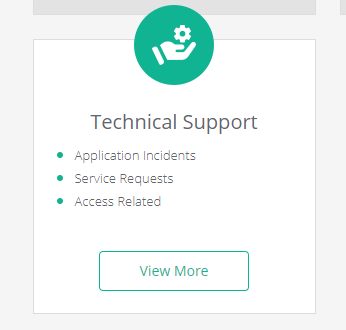 Technical Support
Application Incidents
Service Requests
Access Related
View More